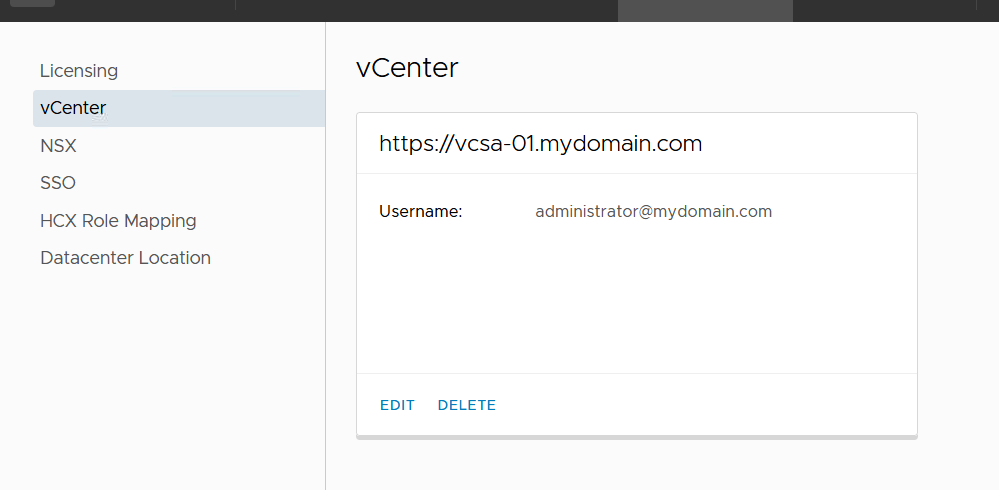 Licensing
vCenter
NSX
SSO
HCX Role Mapping
Datacenter Location
vCenter
https://vcsa-01.mydomain.com
Username: administrator@mydomain.com
EDIT DELETE